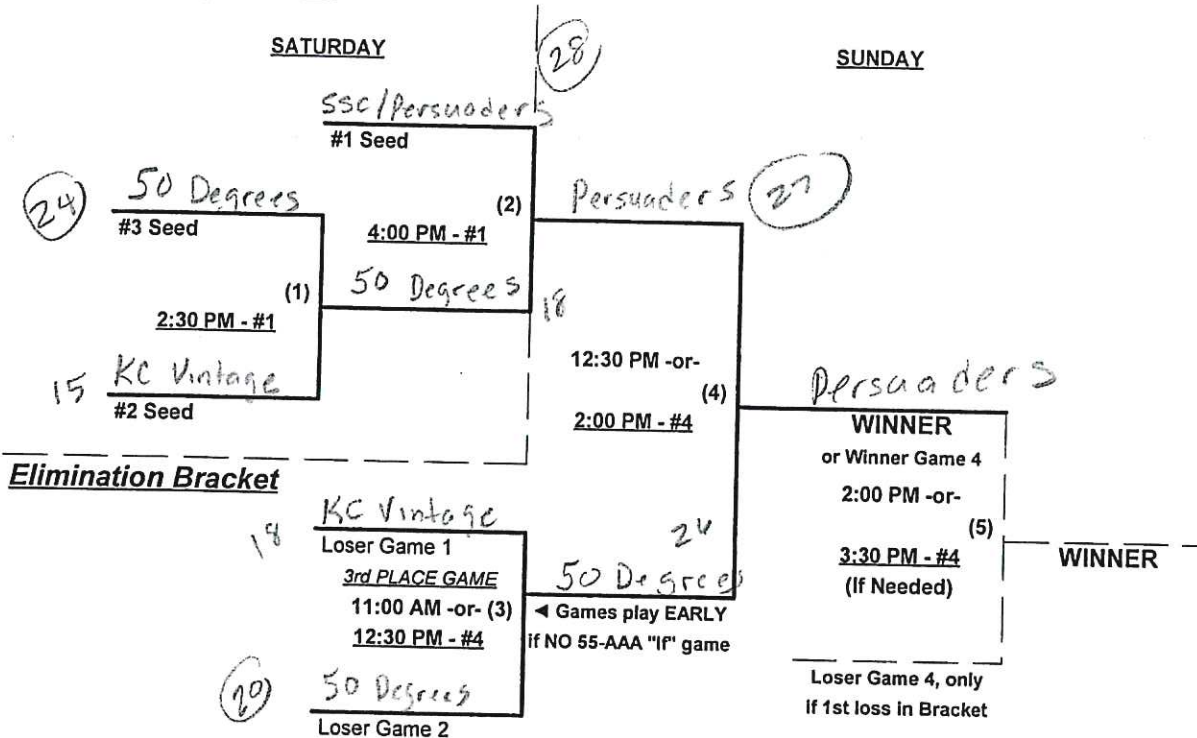 SATURDAY
SUNDAY
28
SSC/Persuaders
#1 Seed
24
50 Degrees
#3 Seed
(2)
4:00 PM - #1
Persuaders
27
50 Degrees
18
(1)
2:30 PM - #1
15
KC Vintage
#2 Seed
12:30 PM -or-
(4)
2:00 PM - #4
Persuaders
WINNER
or Winner Game 4
2:00 PM -or-
(5)
3:30 PM - #4
(If Needed)
WINNER
Loser Game 4, only
if 1st loss in Bracket
Elimination Bracket
18
KC Vintage
Loser Game 1
3rd PLACE GAME
11:00 AM -or- (3)
12:30 PM - #4
50 Degrees
◄ Games play EARLY
if NO 55-AAA "If" game
20
50 Degrees
Loser Game 2